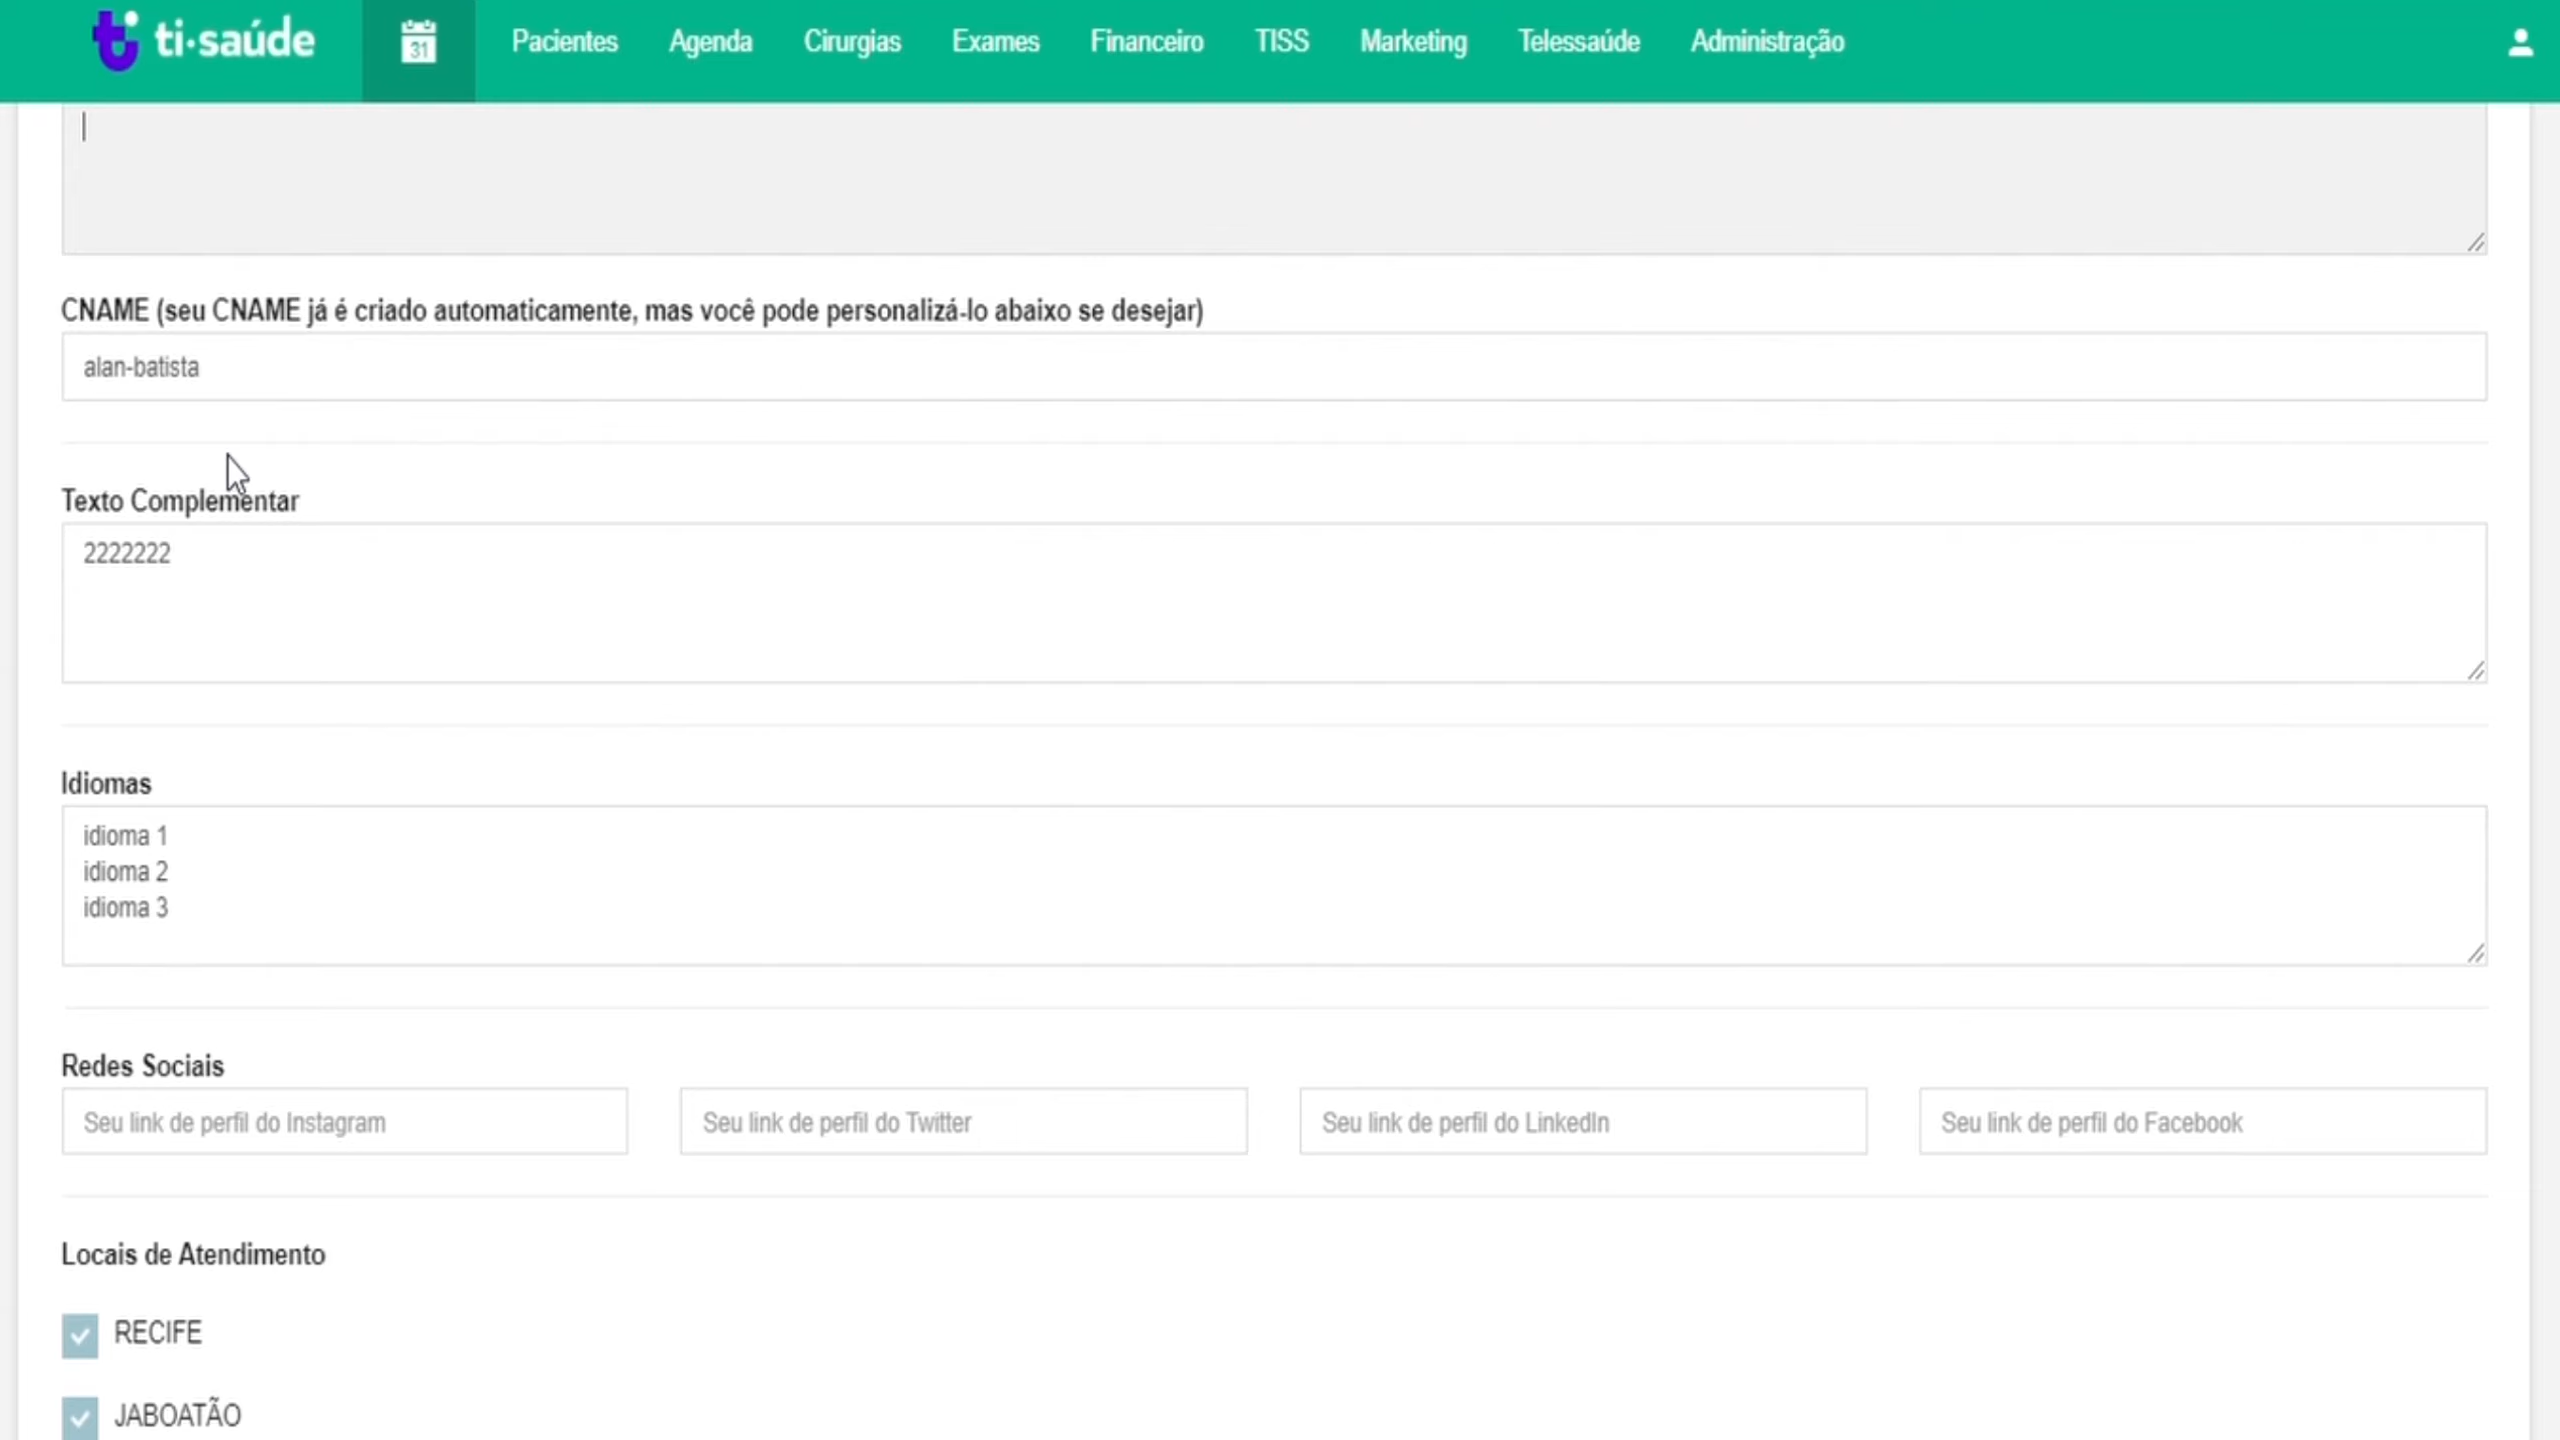 ti·saúde
31
Pacientes
Agenda
Cirurgias
Exames
Financeiro
TISS
Marketing
Telessaúde
Administração
CNAME (seu CNAME já é criado automaticamente, mas você pode personalizá-lo abaixo se desejar)
alan-batista
Texto Complementar
2222222
Idiomas
idioma 1
idioma 2
idioma 3
Redes Sociais
Seu link de perfil do Instagram
Seu link de perfil do Twitter
Seu link de perfil do LinkedIn
Seu link de perfil do Facebook
Locais de Atendimento
RECIFE
JABOATÃO